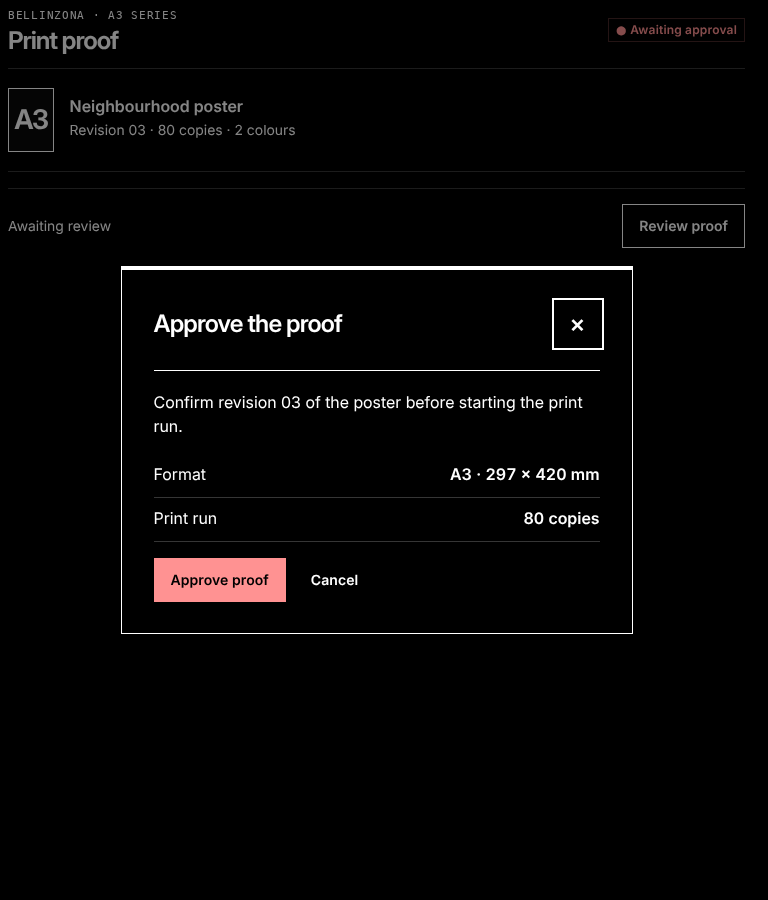 BELLINZONA · A3 SERIES
Print proof
Awaiting approval
A3
Neighbourhood poster
Revision 03 · 80 copies · 2 colours
Awaiting review
Review proof
Approve the proof
×
Confirm revision 03 of the poster before starting the print
run.
Format
A3 · 297 × 420 mm
Print run
80 copies
Approve proof
Cancel